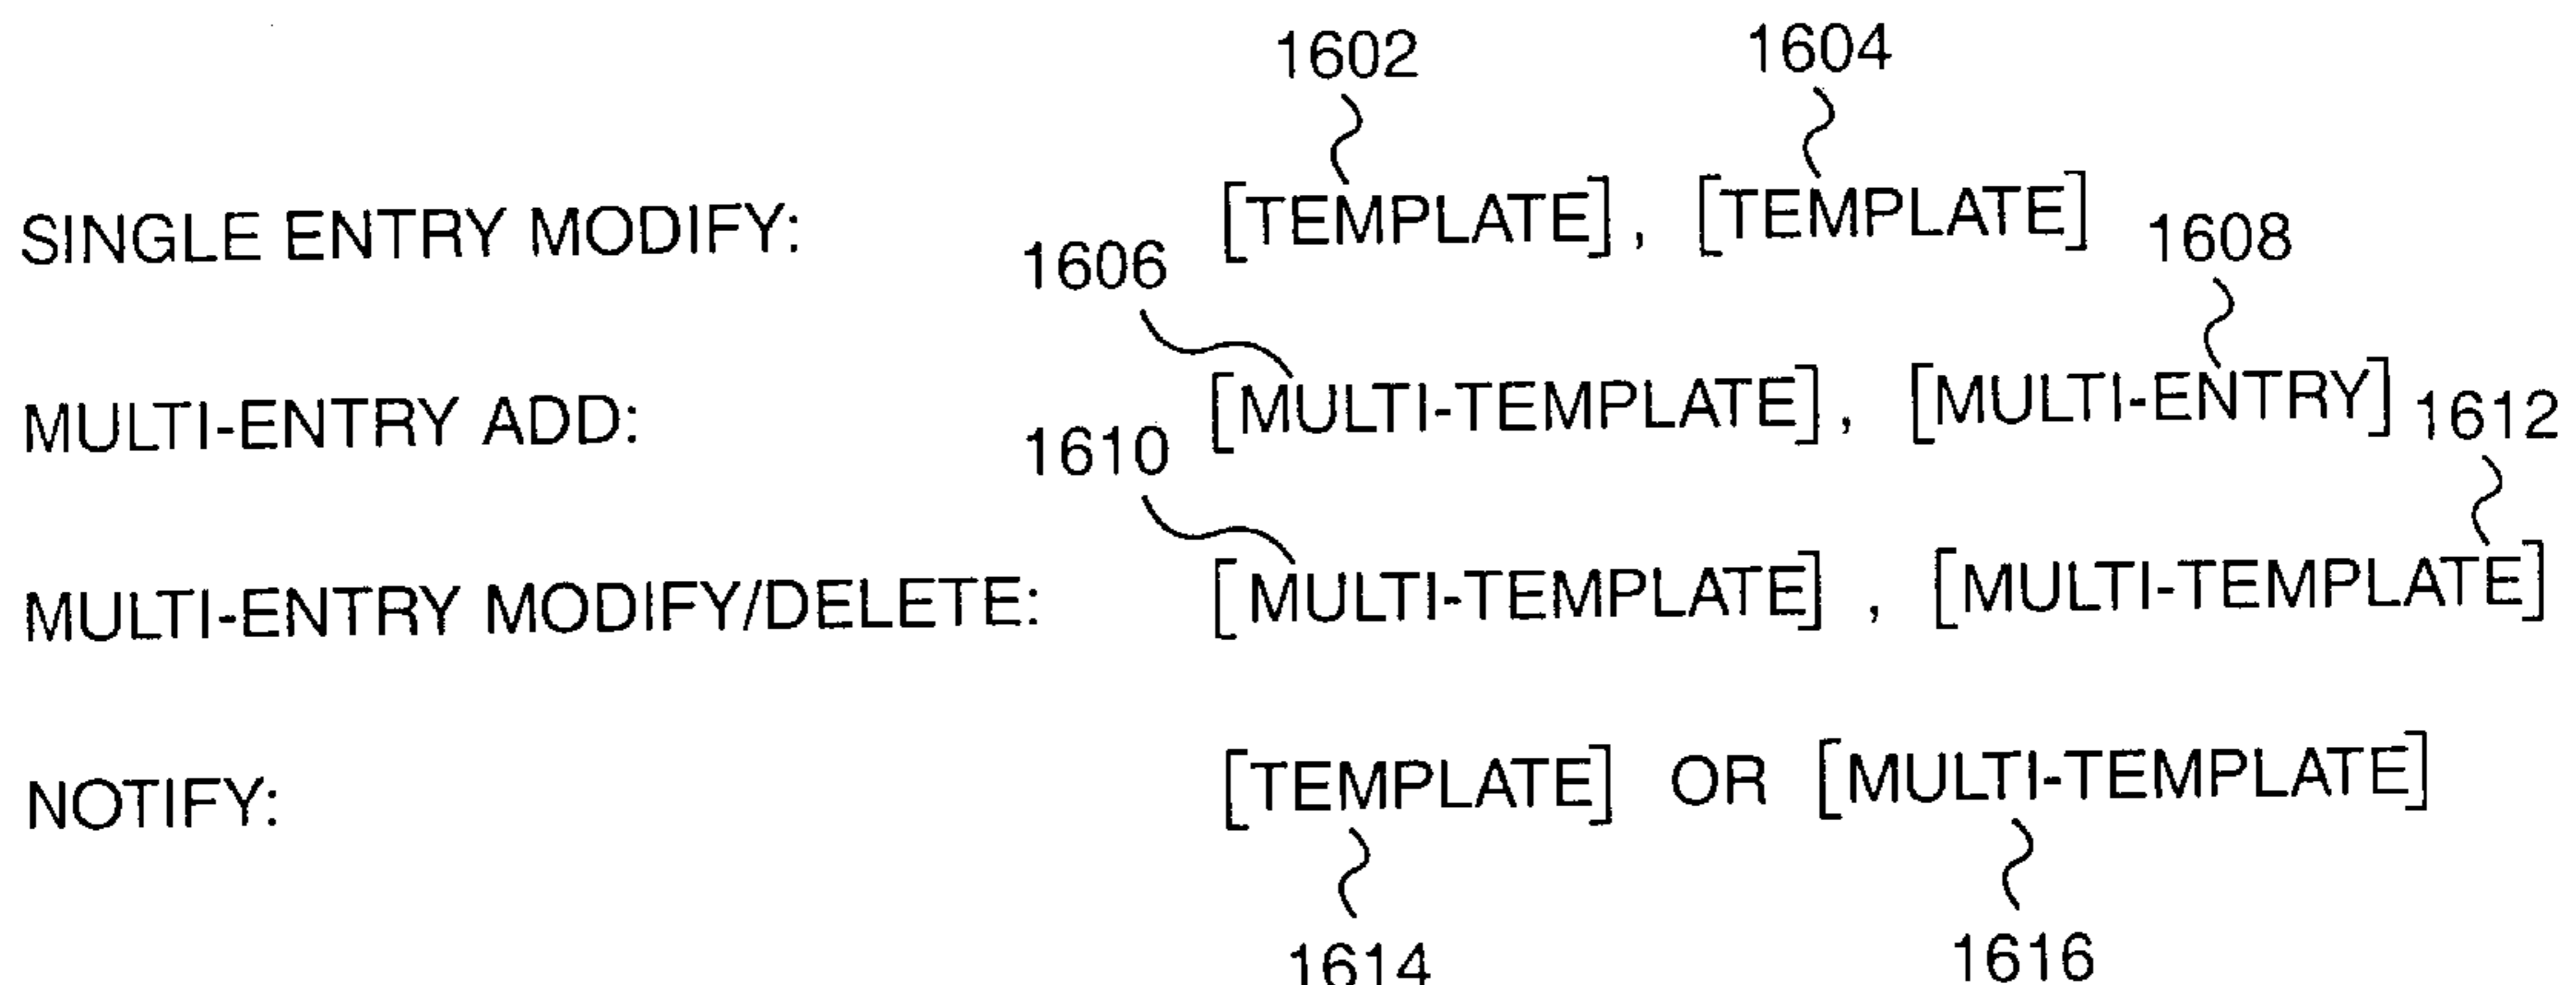 1602 1604
SINGLE ENTRY MODIFY: [TEMPLATE], [TEMPLATE]
1606 1608
MULTI-ENTRY ADD: [MULTI-TEMPLATE], [MULTI-ENTRY]
1610 1612
MULTI-ENTRY MODIFY/DELETE: [MULTI-TEMPLATE] , [MULTI-TEMPLATE]
NOTIFY: [TEMPLATE] OR [MULTI-TEMPLATE]
1614 1616